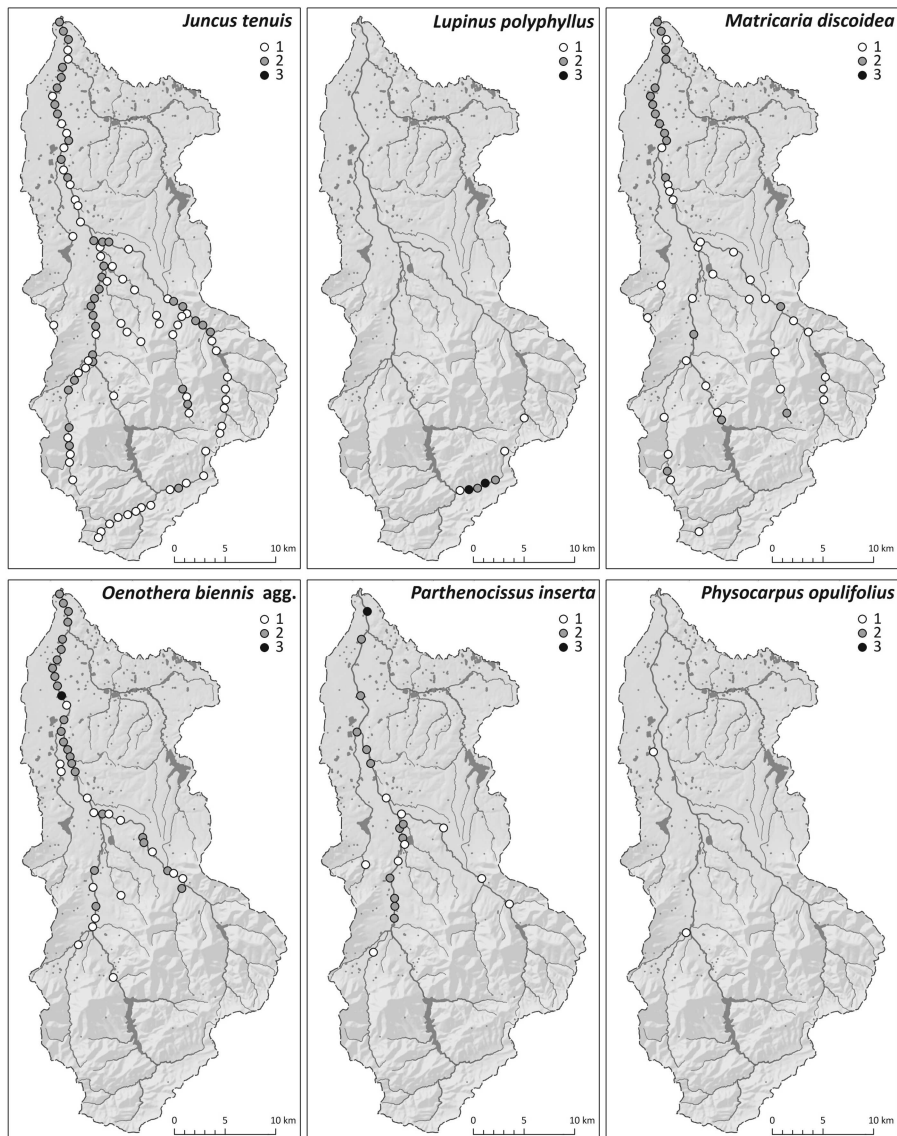 Juncus tenuis
1
2
3
0 5 10 km
Lupinus polyphyllus
1
2
3
0 5 10 km
Matricaria discoidea
1
2
3
0 5 10 km
Oenothera biennis agg.
1
2
3
0 5 10 km
Parthenocissus inserta
1
2
3
0 5 10 km
Physocarpus opulifolius
1
2
3
0 5 10 km